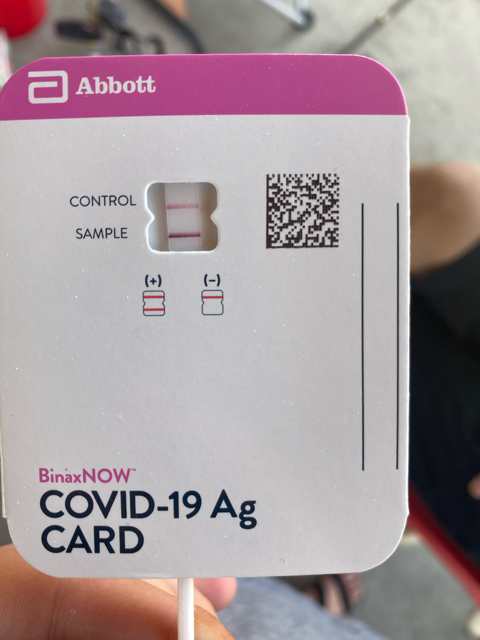 Abbott
CONTROL
SAMPLE
(+) (-)
BinaxNOW™
COVID-19 Ag
CARD